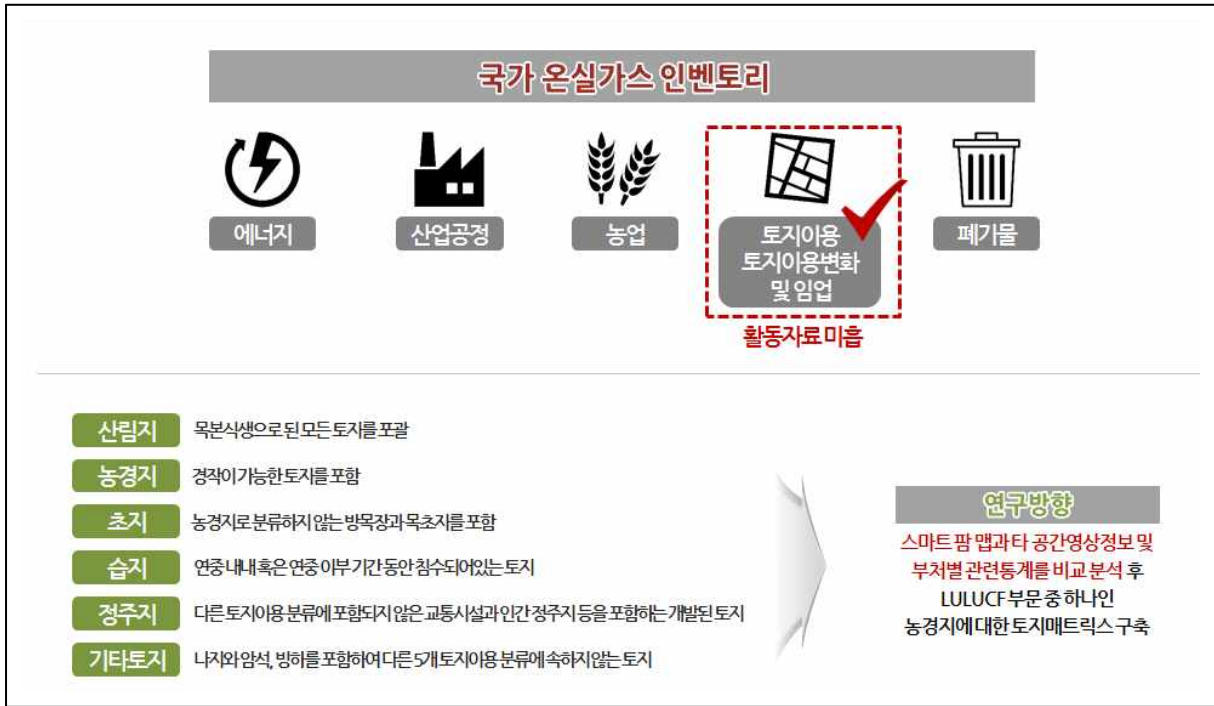 국가 온실가스 인벤토리
에너지
산업공정
농업
토지이용
토지이용변화
및 임업
폐기물
활동자료 미흡
산림지 목본식생으로 된 모든 토지를 포괄
농경지 경작이 가능한 토지를 포함
초지 농경지로 분류하지 않는 방목장과 목초지를 포함
습지 연중 내내 혹은 연중 이부 기간 동안 침수되어있는 토지
정주지 다른 토지이용 분류에 포함되지 않은 교통시설과 인간 정주지 등을 포함하는 개발된 토지
기타토지 나지와 암석, 방하를 포함하여 다른 5개 토지이용 분류에 속하지 않는 토지
연구방향
스마트 팜 맵과 타 공간영상정보 및
부처별 관련통계를 비교 분석 후
LULUCF 부문 중 하나인
농경지에 대한 토지매트릭스 구축